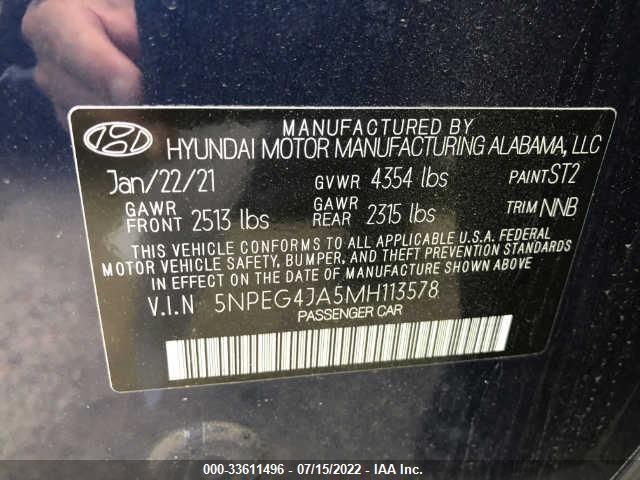 MANUFACTURED BY
HYUNDAI MOTOR MANUFACTURING ALABAMA, LLC
Jan/22/21 GVWR 4354 lbs PAINT ST2
GAWR FRONT 2513 lbs GAWR REAR 2315 lbs TRIM NNB
THIS VEHICLE CONFORMS TO ALL APPLICABLE U.S.A. FEDERAL
MOTOR VEHICLE SAFETY, BUMPER, AND THEFT PREVENTION STANDARDS
IN EFFECT ON THE DATE OF MANUFACTURE SHOWN ABOVE
V.I.N 5NPEG4JA5MH113578
PASSENGER CAR
000-33611496 - 07/15/2022 - IAA Inc.